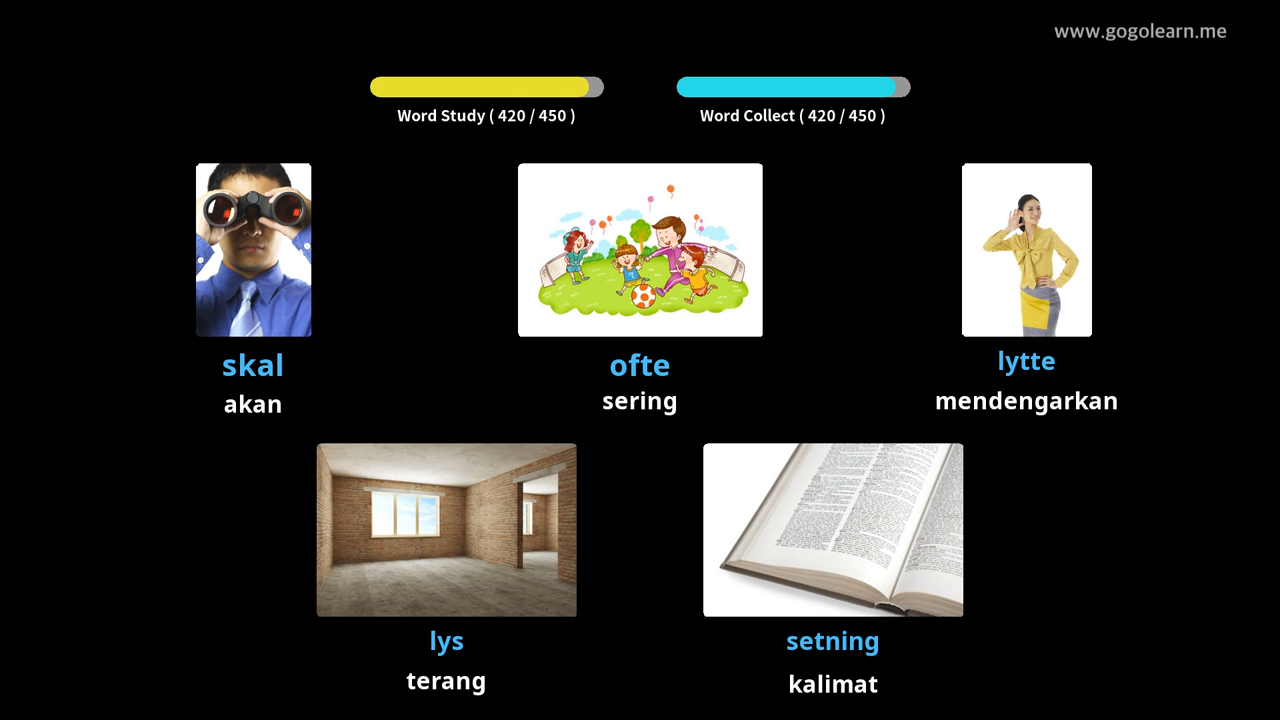 www.gogolearn.me
Word Study ( 420 / 450 )
Word Collect ( 420 / 450 )
skal
akan
ofte
sering
lytte
mendengarkan
lys
terang
setning
kalimat